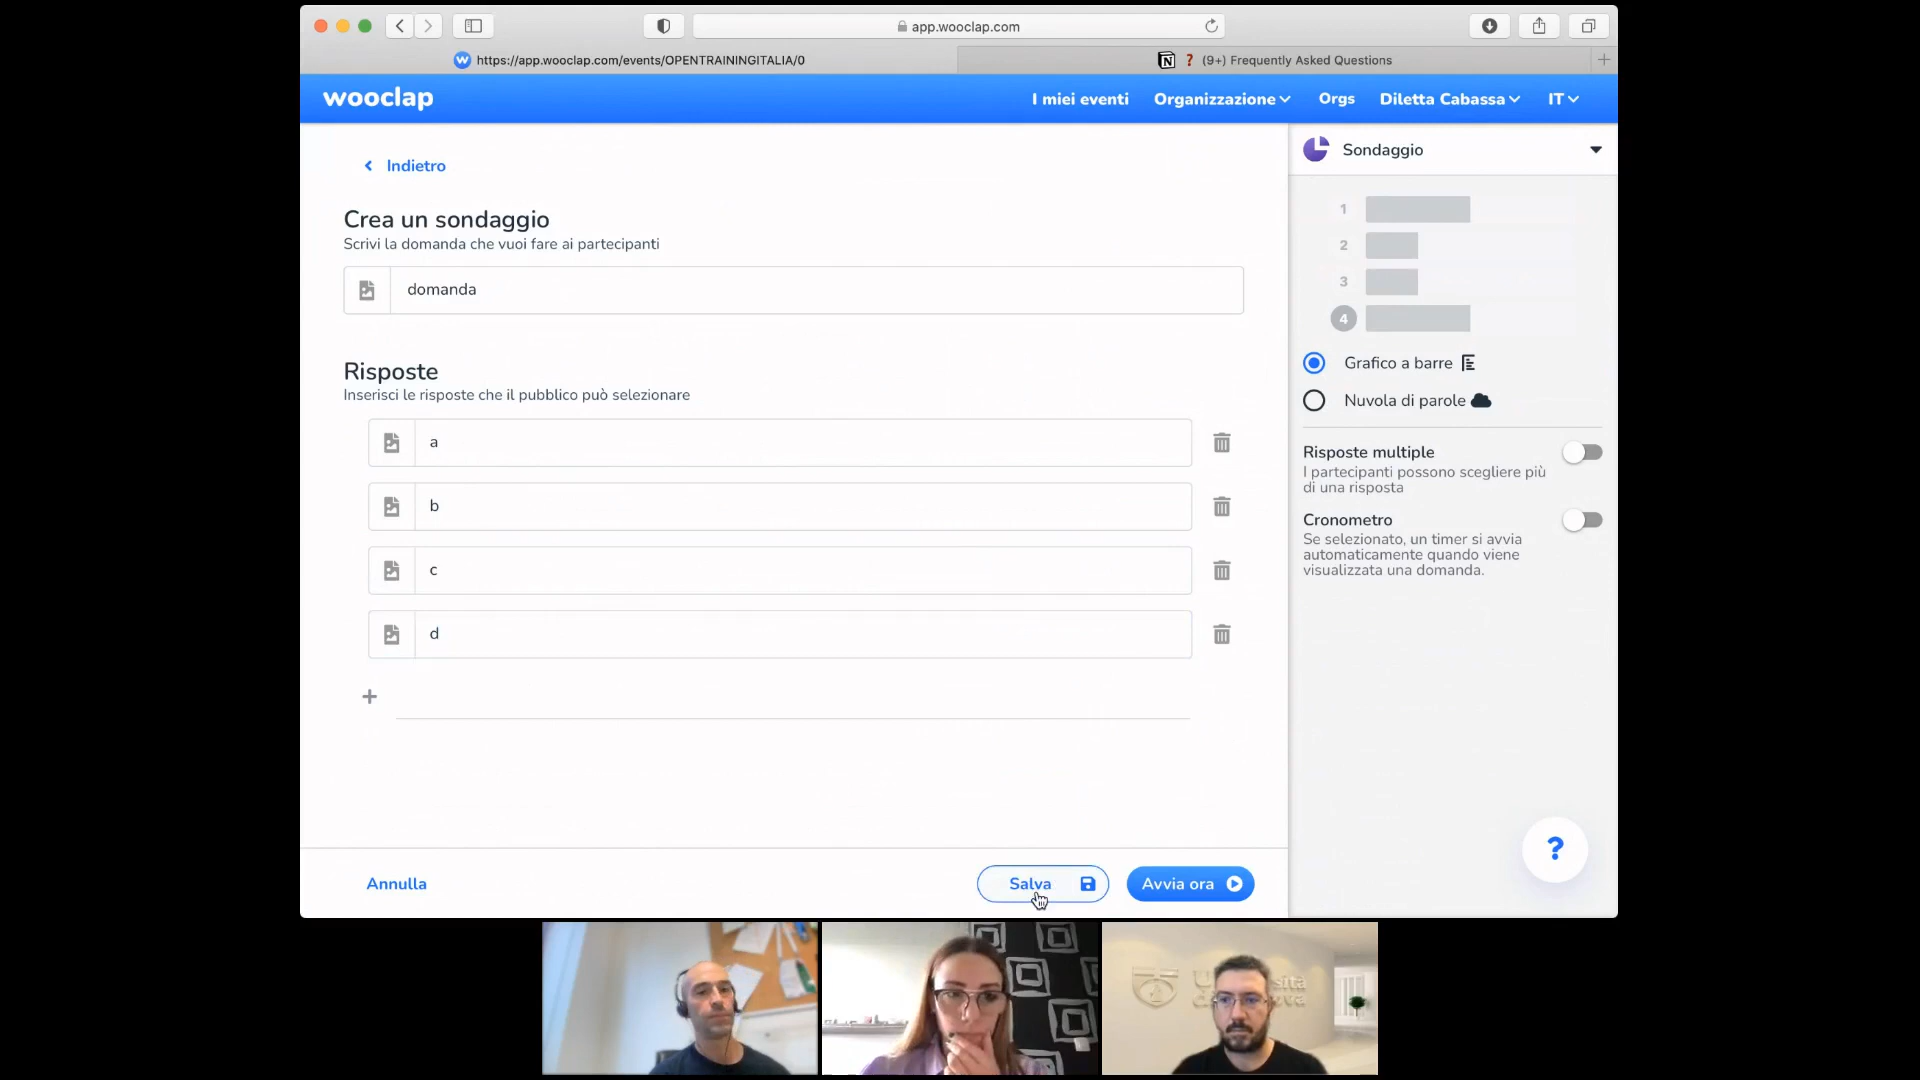 app.wooclap.com
https://app.wooclap.com/events/OPENTRAININGITALIA/0
(9+) Frequently Asked Questions
wooclap
I miei eventi
Organizzazione
Orgs
Diletta Cabassa
IT
Indietro
Crea un sondaggio
Scrivi la domanda che vuoi fare ai partecipanti
domanda
Risposte
Inserisci le risposte che il pubblico può selezionare
a
b
c
d
Annulla
Salva
Avvia ora
Sondaggio
1
2
3
4
Grafico a barre
Nuvola di parole
Risposte multiple
I partecipanti possono scegliere più
di una risposta
Cronometro
Se selezionato, un timer si avvia
automaticamente quando viene
visualizzata una domanda.
?